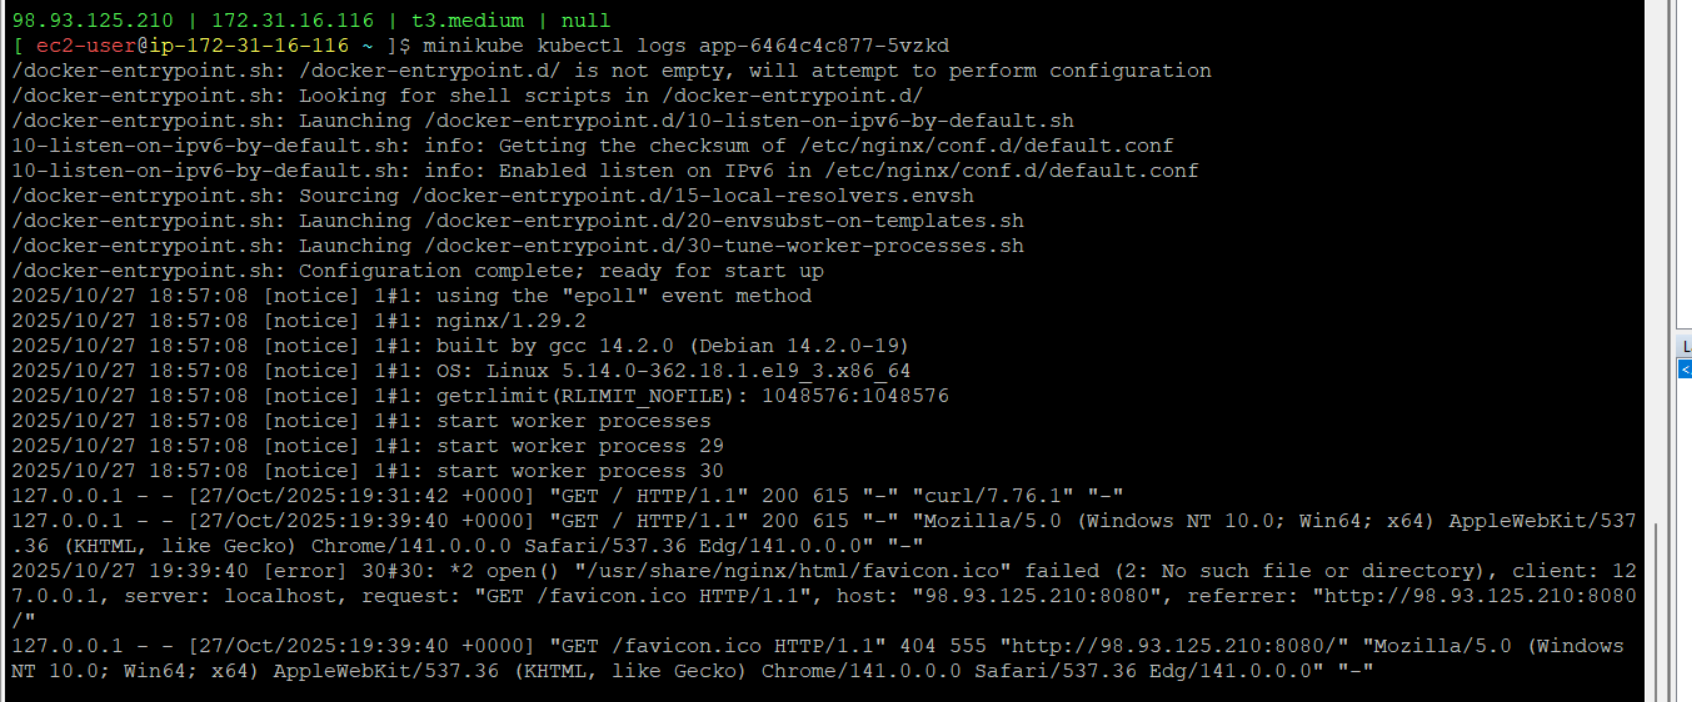 98.93.125.210 | 172.31.16.116 | t3.medium | null
[ ec2-user@ip-172-31-16-116 ~ ]$ minikube kubectl logs app-6464c4c877-5vzkd
/docker-entrypoint.sh: /docker-entrypoint.d/ is not empty, will attempt to perform configuration
/docker-entrypoint.sh: Looking for shell scripts in /docker-entrypoint.d/
/docker-entrypoint.sh: Launching /docker-entrypoint.d/10-listen-on-ipv6-by-default.sh
10-listen-on-ipv6-by-default.sh: info: Getting the checksum of /etc/nginx/conf.d/default.conf
10-listen-on-ipv6-by-default.sh: info: Enabled listen on IPv6 in /etc/nginx/conf.d/default.conf
/docker-entrypoint.sh: Sourcing /docker-entrypoint.d/15-local-resolvers.envsh
/docker-entrypoint.sh: Launching /docker-entrypoint.d/20-envsubst-on-templates.sh
/docker-entrypoint.sh: Launching /docker-entrypoint.d/30-tune-worker-processes.sh
/docker-entrypoint.sh: Configuration complete; ready for start up
2025/10/27 18:57:08 [notice] 1#1: using the "epoll" event method
2025/10/27 18:57:08 [notice] 1#1: nginx/1.29.2
2025/10/27 18:57:08 [notice] 1#1: built by gcc 14.2.0 (Debian 14.2.0-19)
2025/10/27 18:57:08 [notice] 1#1: OS: Linux 5.14.0-362.18.1.el9_3.x86_64
2025/10/27 18:57:08 [notice] 1#1: getrlimit(RLIMIT_NOFILE): 1048576:1048576
2025/10/27 18:57:08 [notice] 1#1: start worker processes
2025/10/27 18:57:08 [notice] 1#1: start worker process 29
2025/10/27 18:57:08 [notice] 1#1: start worker process 30
127.0.0.1 - - [27/Oct/2025:19:31:42 +0000] "GET / HTTP/1.1" 200 615 "-" "curl/7.76.1" "-"
127.0.0.1 - - [27/Oct/2025:19:39:40 +0000] "GET / HTTP/1.1" 200 615 "-" "Mozilla/5.0 (Windows NT 10.0; Win64; x64) AppleWebKit/537
.36 (KHTML, like Gecko) Chrome/141.0.0.0 Safari/537.36 Edg/141.0.0.0" "-"
2025/10/27 19:39:40 [error] 30#30: *2 open() "/usr/share/nginx/html/favicon.ico" failed (2: No such file or directory), client: 12
7.0.0.1, server: localhost, request: "GET /favicon.ico HTTP/1.1", host: "98.93.125.210:8080", referrer: "http://98.93.125.210:8080
/"
127.0.0.1 - - [27/Oct/2025:19:39:40 +0000] "GET /favicon.ico HTTP/1.1" 404 555 "http://98.93.125.210:8080/" "Mozilla/5.0 (Windows
NT 10.0; Win64; x64) AppleWebKit/537.36 (KHTML, like Gecko) Chrome/141.0.0.0 Safari/537.36 Edg/141.0.0.0" "-"